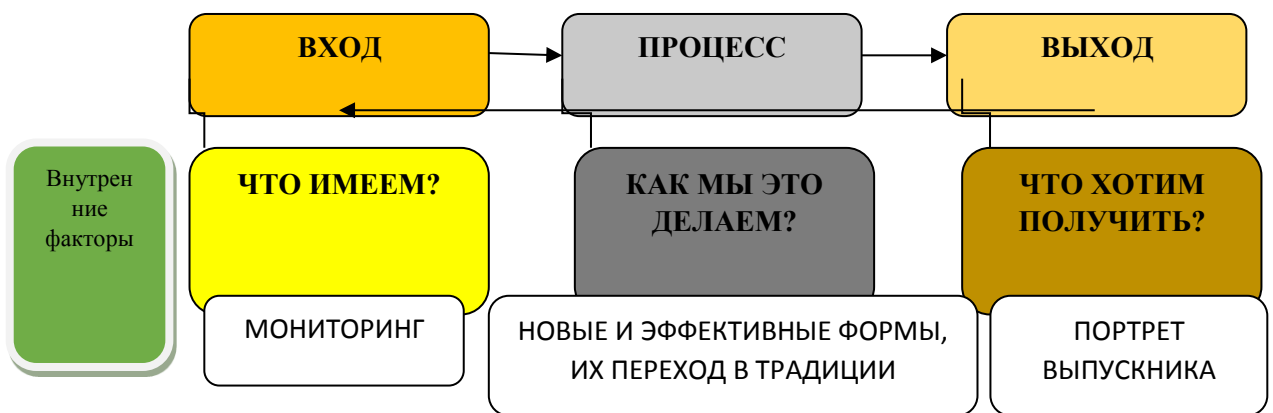 ВХОД
ПРОЦЕСС
ВЫХОД
Внутрен
ние
факторы
ЧТО ИМЕЕМ?
КАК МЫ ЭТО
ДЕЛАЕМ?
ЧТО ХОТИМ
ПОЛУЧИТЬ?
МОНИТОРИНГ
НОВЫЕ И ЭФФЕКТИВНЫЕ ФОРМЫ,
ИХ ПЕРЕХОД В ТРАДИЦИИ
ПОРТРЕТ
ВЫПУСКНИКА